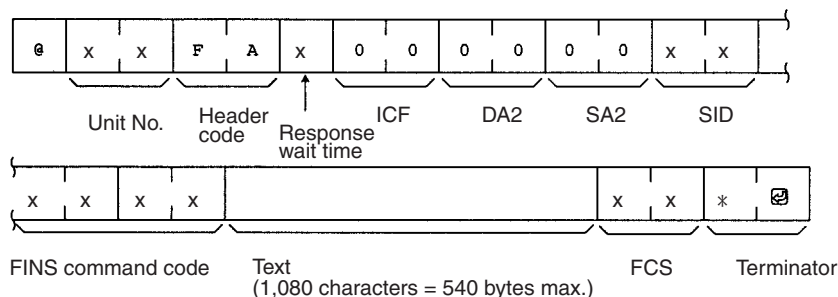 @ x x F A x 0 0 0 0 0 0 x x
Unit No. Header code Response wait time ICF DA2 SA2 SID
x x x x x x * ↵
FINS command code Text FCS Terminator
(1,080 characters = 540 bytes max.)